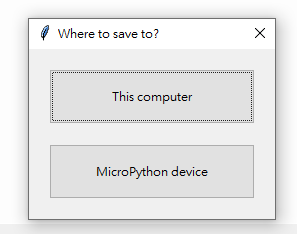 Where to save to?
This computer
MicroPython device